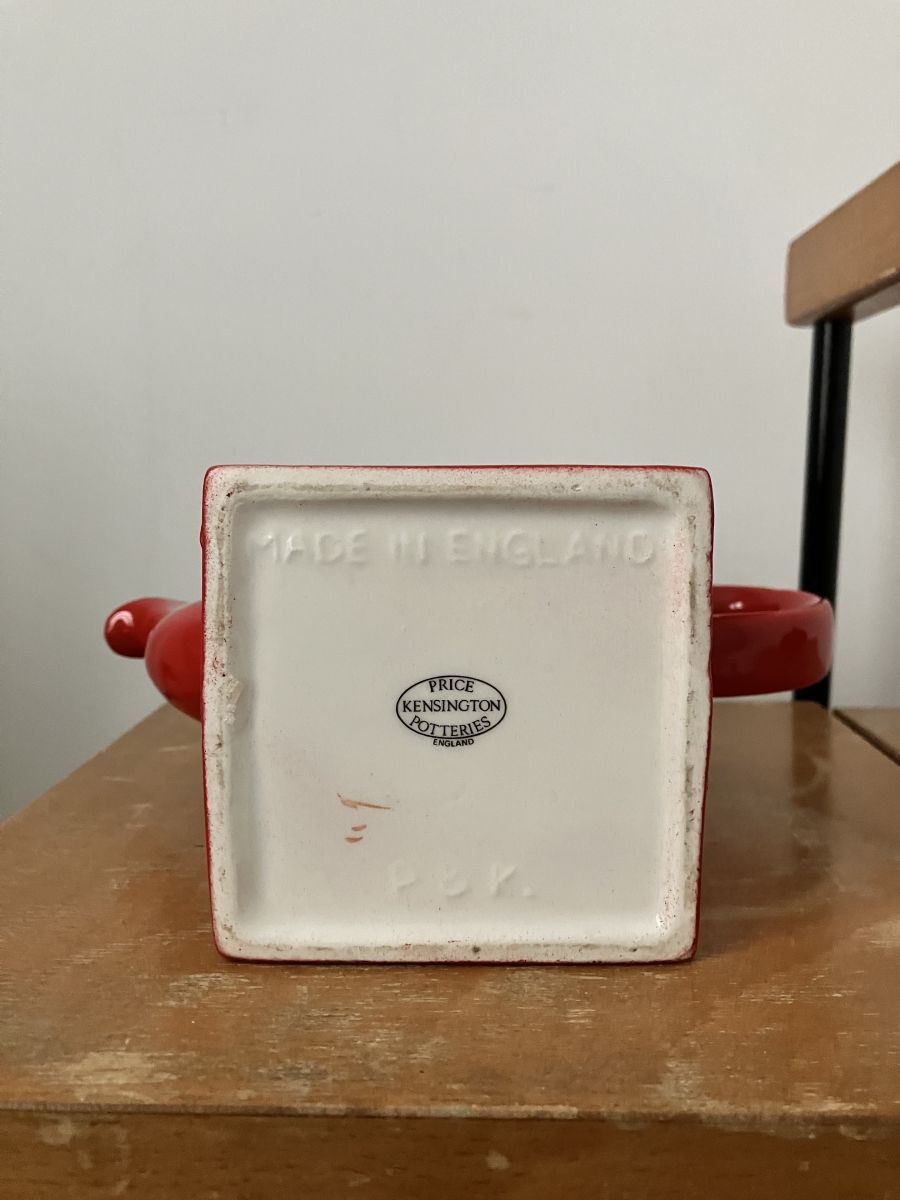 MADE IN ENGLAND
PRICE
KENSINGTON
POTTERIES
ENGLAND